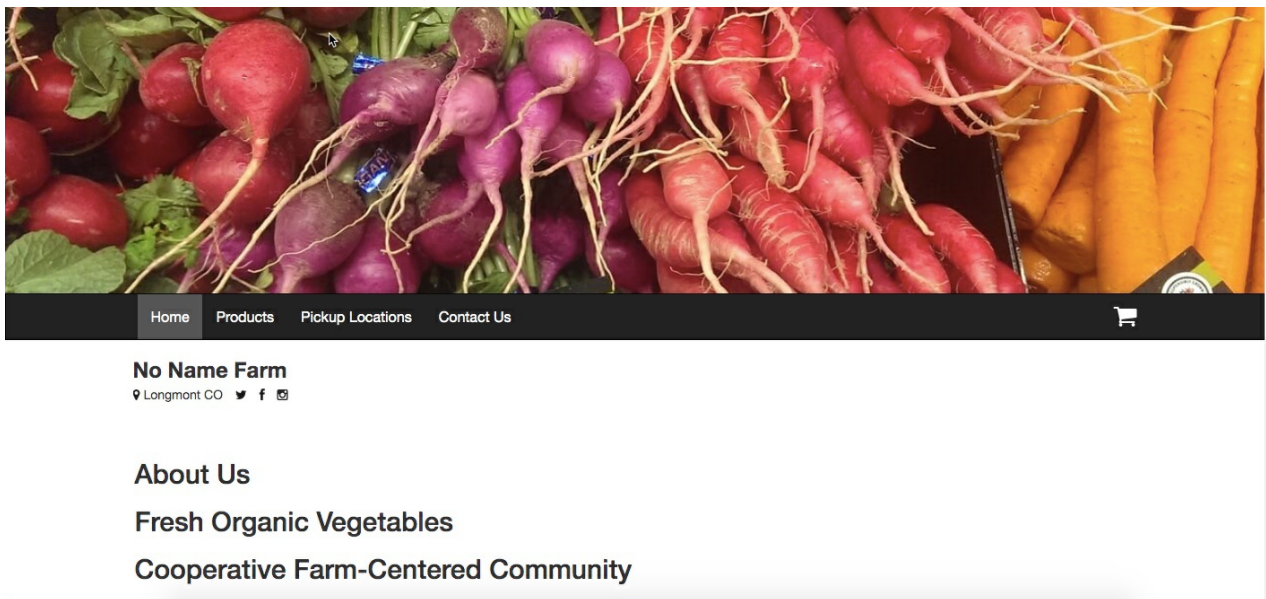 Home Products Pickup Locations Contact Us
No Name Farm
Longmont CO
About Us
Fresh Organic Vegetables
Cooperative Farm-Centered Community